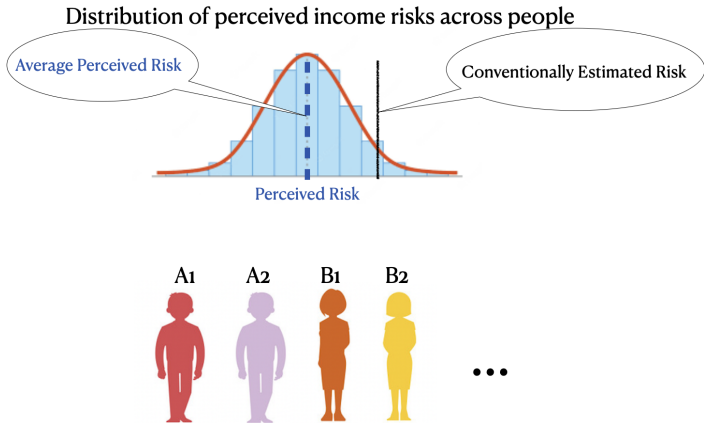 Distribution of perceived income risks across people
Average Perceived Risk
Conventionally Estimated Risk
Perceived Risk
A1 A2 B1 B2
...